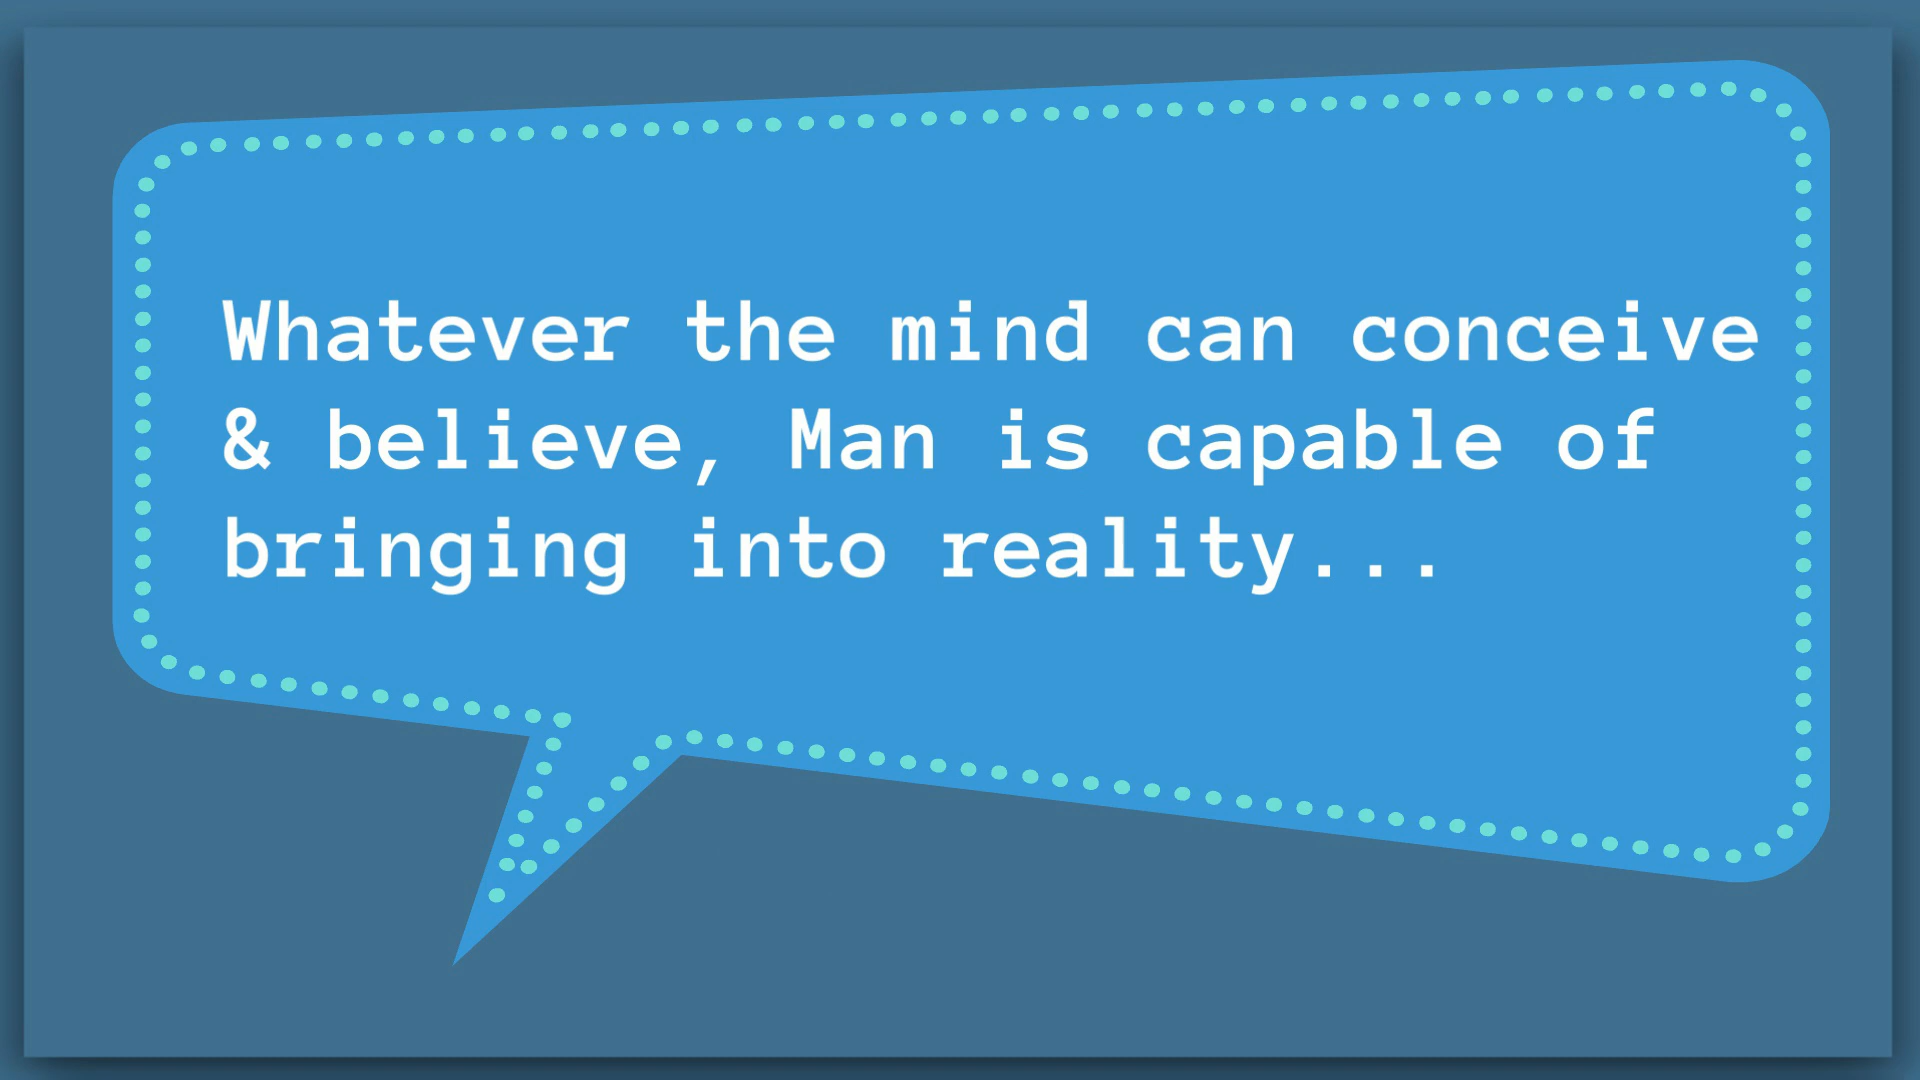 Whatever the mind can conceive
& believe, Man is capable of
bringing into reality...